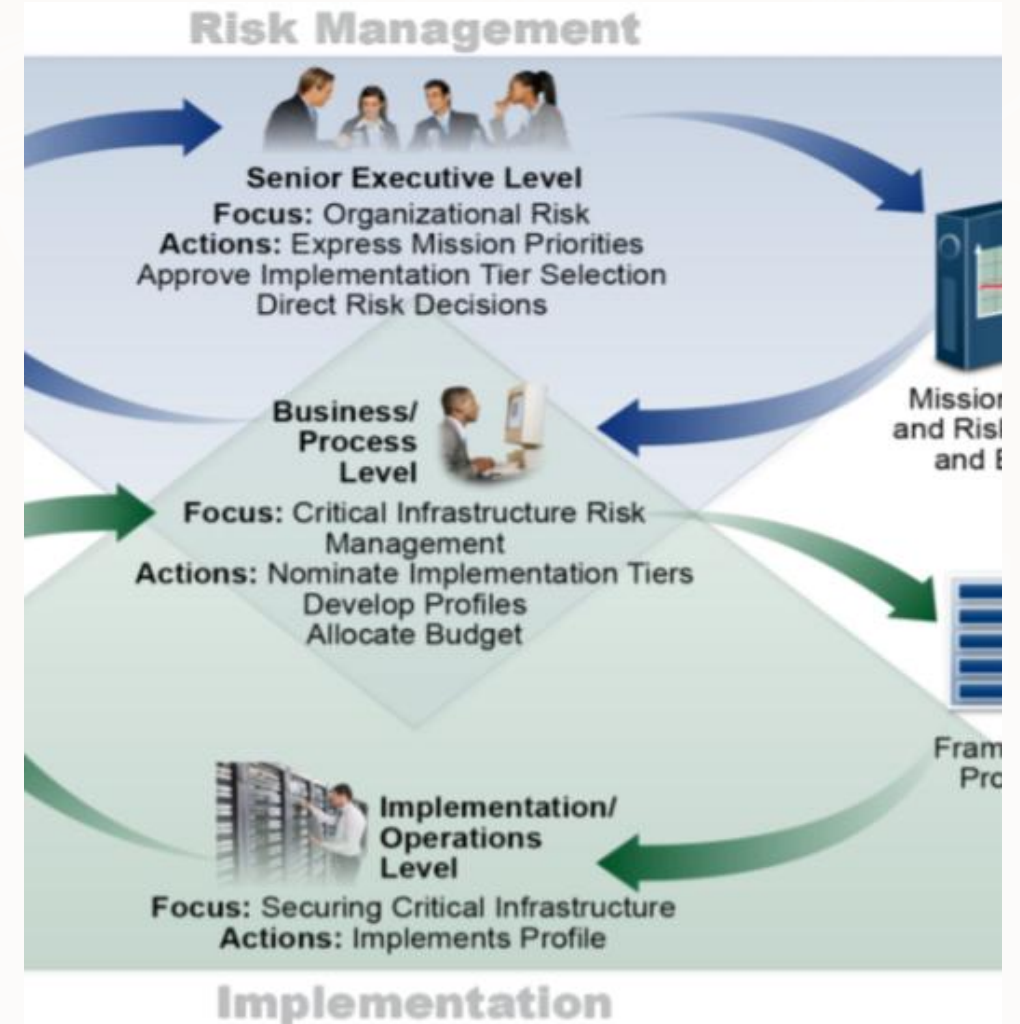 Risk Management
Senior Executive Level
Focus: Organizational Risk
Actions: Express Mission Priorities
Approve Implementation Tier Selection
Direct Risk Decisions
Business/
Process
Level
Focus: Critical Infrastructure Risk
Management
Actions: Nominate Implementation Tiers
Develop Profiles
Allocate Budget
and
and
Implementation/
Operations
Level
Focus: Securing Critical Infrastructure
Actions: Implements Profile
Implementation